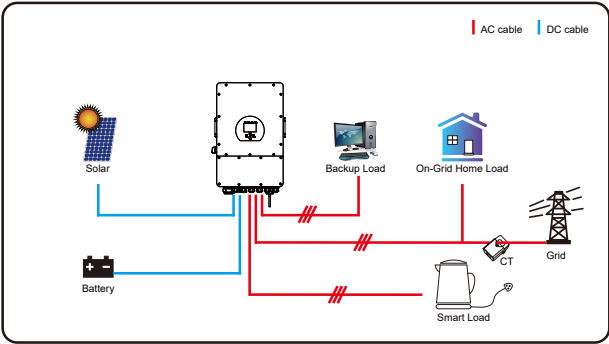 AC cable
DC cable
Solar
Backup Load
On-Grid Home Load
CT
Grid
Battery
Smart Load